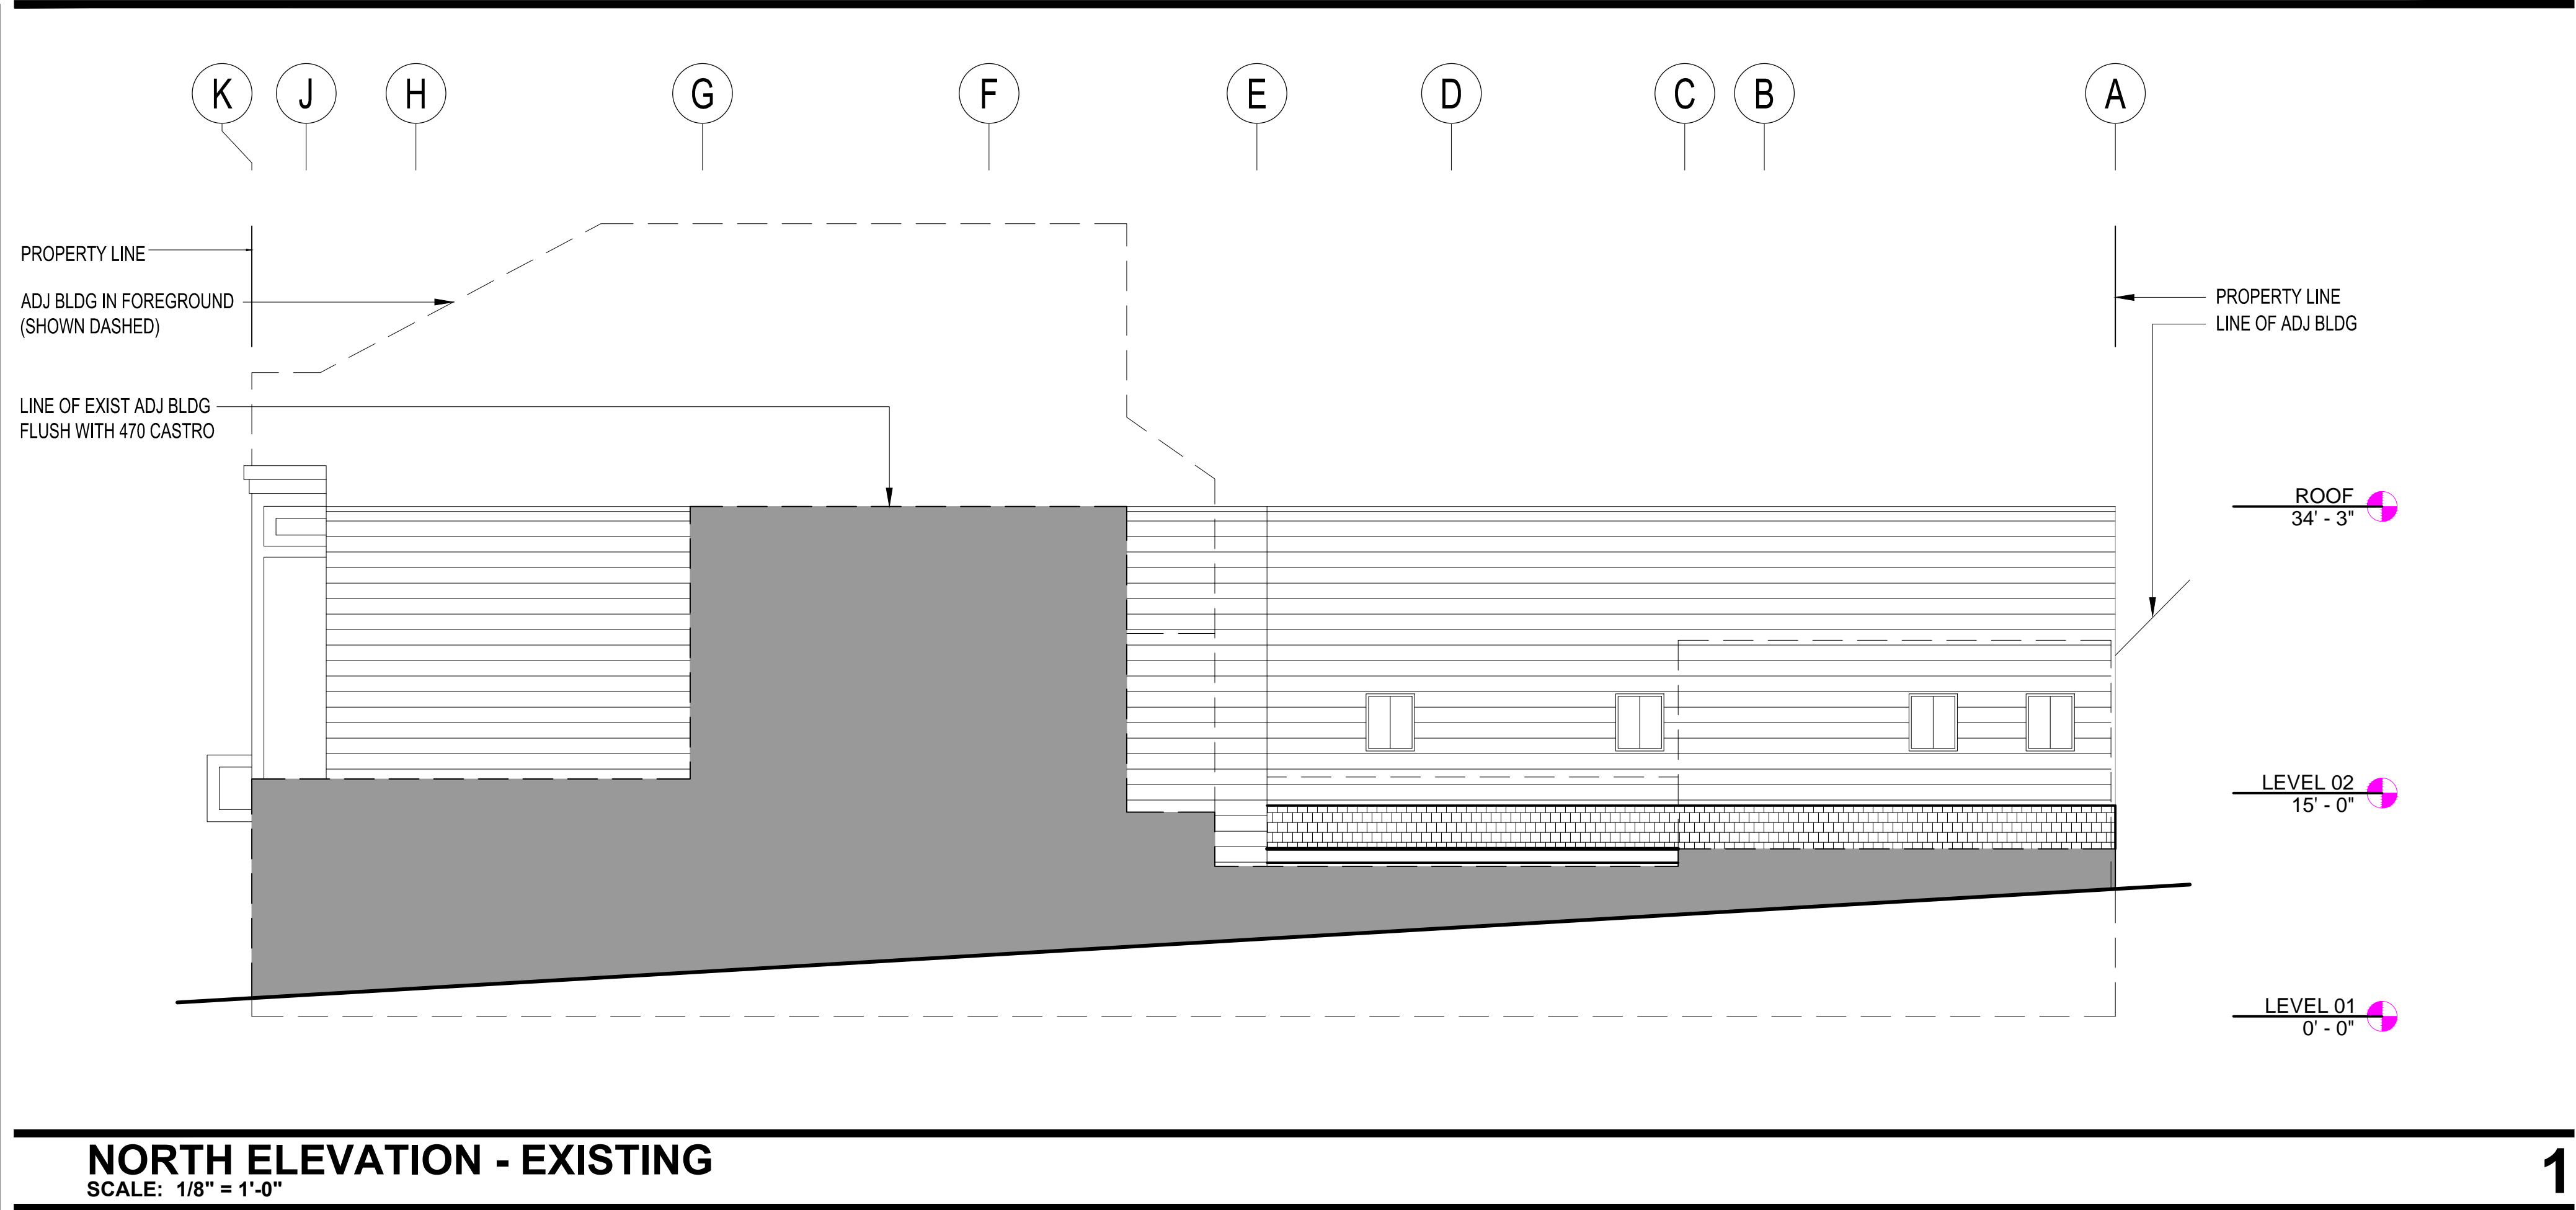 K J H G F E D C B A
PROPERTY LINE
ADJ BLDG IN FOREGROUND
(SHOWN DASHED)
LINE OF EXIST ADJ BLDG
FLUSH WITH 470 CASTRO
PROPERTY LINE
LINE OF ADJ BLDG
ROOF
34' - 3"
LEVEL 02
15' - 0"
LEVEL 01
0' - 0"
NORTH ELEVATION - EXISTING
SCALE: 1/8" = 1'-0"
1